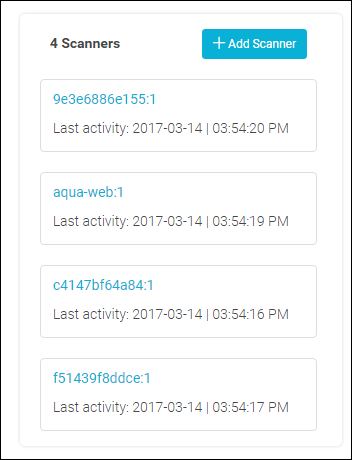 4 Scanners
+ Add Scanner
9e3e6886e155:1
Last activity: 2017-03-14 | 03:54:20 PM
aqua-web:1
Last activity: 2017-03-14 | 03:54:19 PM
c4147bf64a84:1
Last activity: 2017-03-14 | 03:54:16 PM
f51439f8ddce:1
Last activity: 2017-03-14 | 03:54:17 PM